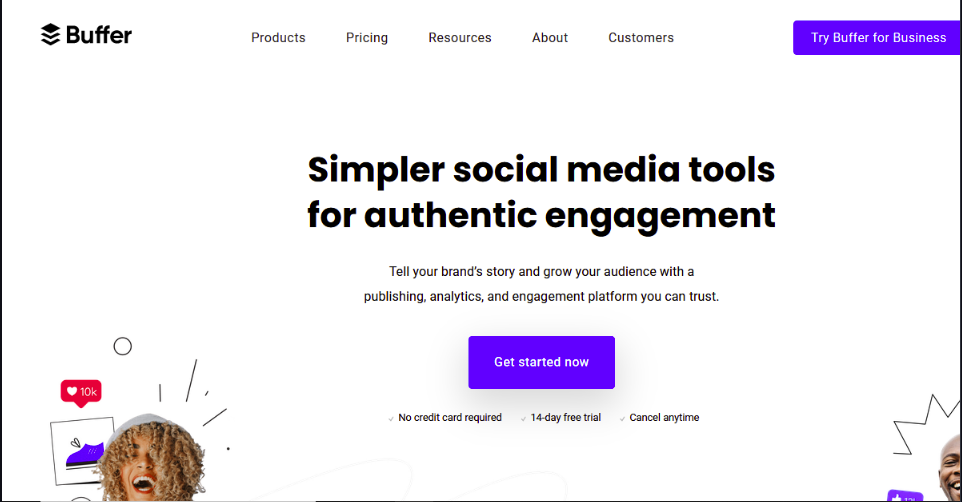 Buffer
Products Pricing Resources About Customers
Try Buffer for Business
Simpler social media tools
for authentic engagement
Tell your brand’s story and grow your audience with a
publishing, analytics, and engagement platform you can trust.
Get started now
No credit card required 14-day free trial Cancel anytime
10k